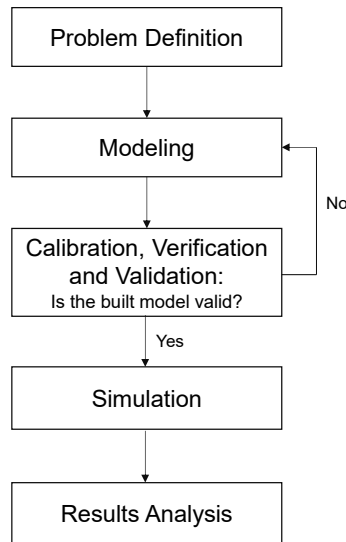 Problem Definition
Modeling
No
Calibration, Verification
and Validation:
Is the built model valid?
Yes
Simulation
Results Analysis